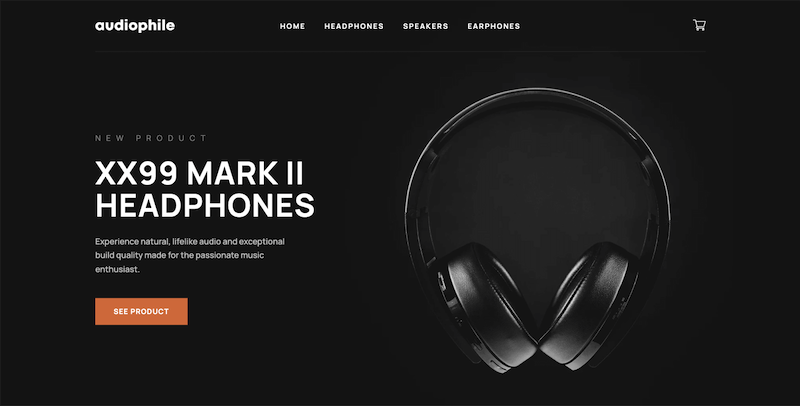 audiophile
HOME HEADPHONES SPEAKERS EARPHONES
NEW PRODUCT
XX99 MARK II
HEADPHONES
Experience natural, lifelike audio and exceptional
build quality made for the passionate music
enthusiast.
SEE PRODUCT